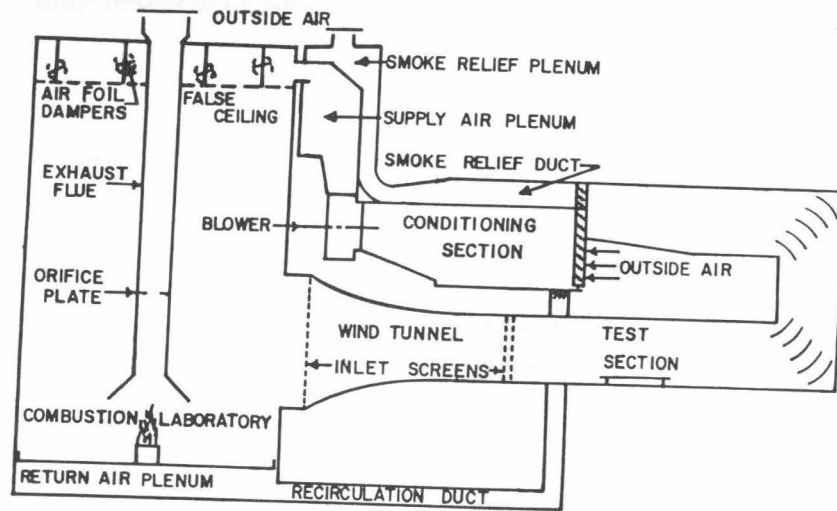 OUTSIDE AIR
SMOKE RELIEF PLENUM
AIR FOIL
DAMPERS
FALSE
CEILING
SUPPLY AIR PLENUM
SMOKE RELIEF DUCT
EXHAUST
FLUE
BLOWER
CONDITIONING
SECTION
OUTSIDE AIR
ORIFICE
PLATE
WIND TUNNEL
TEST
SECTION
INLET SCREENS
COMBUSTION LABORATORY
RETURN AIR PLENUM
RECIRCULATION DUCT